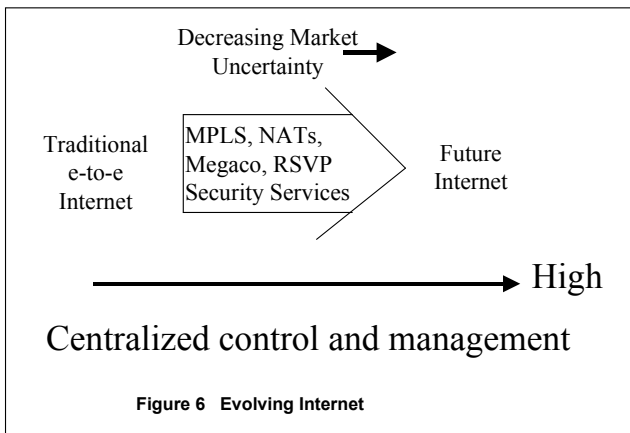 Decreasing Market
Uncertainty
Traditional
e-to-e
Internet
MPLS, NATs,
Megaco, RSVP
Security Services
Future
Internet
High
Centralized control and management
Figure 6 Evolving Internet